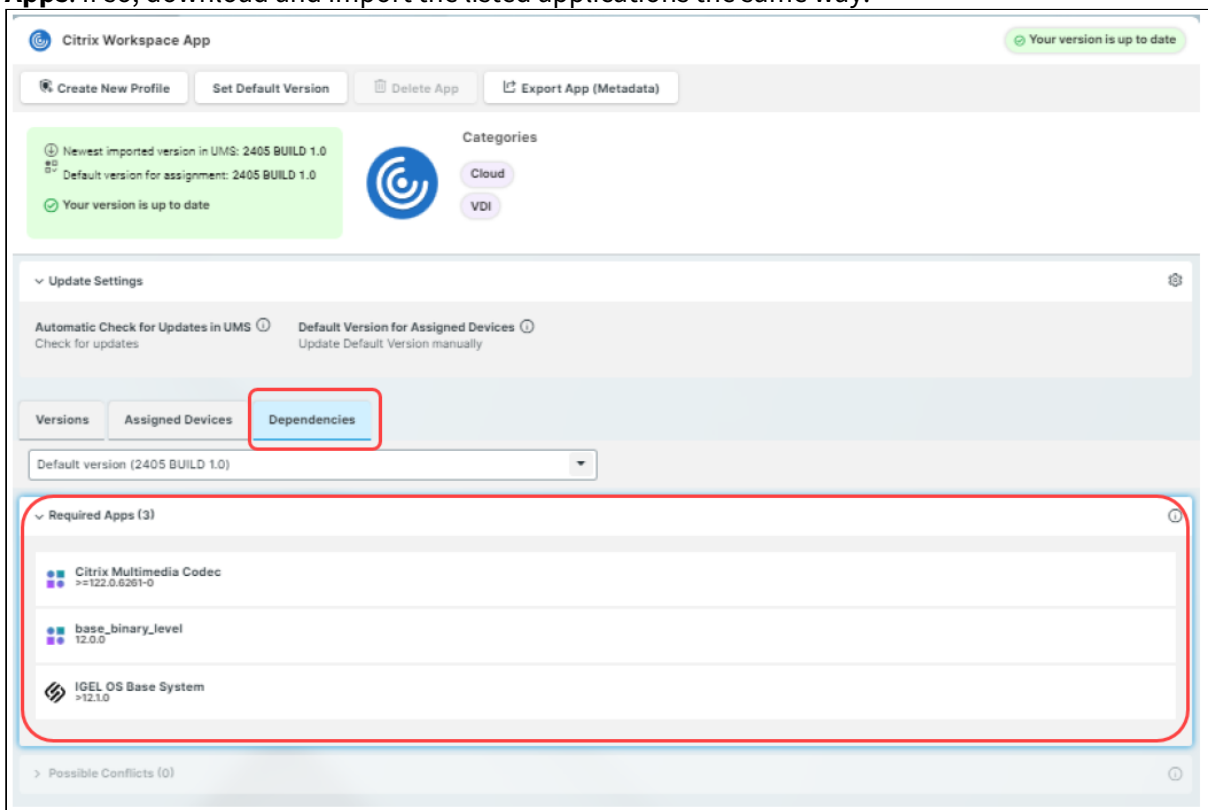 Apps. If so, download and import the listed applications the same way.
Citrix Workspace App
Your version is up to date
Create New Profile
Set Default Version
Delete App
Export App (Metadata)
Newest imported version in UMS: 2405 BUILD 1.0
Default version for assignment: 2405 BUILD 1.0
Your version is up to date
Categories
Cloud
VDI
Update Settings
Automatic Check for Updates in UMS
Check for updates
Default Version for Assigned Devices
Update Default Version manually
Versions
Assigned Devices
Dependencies
Default version (2405 BUILD 1.0)
Required Apps (3)
Citrix Multimedia Codec
>=122.0.6261-0
base_binary_level
12.0.0
IGEL OS Base System
>12.1.0
Possible Conflicts (0)